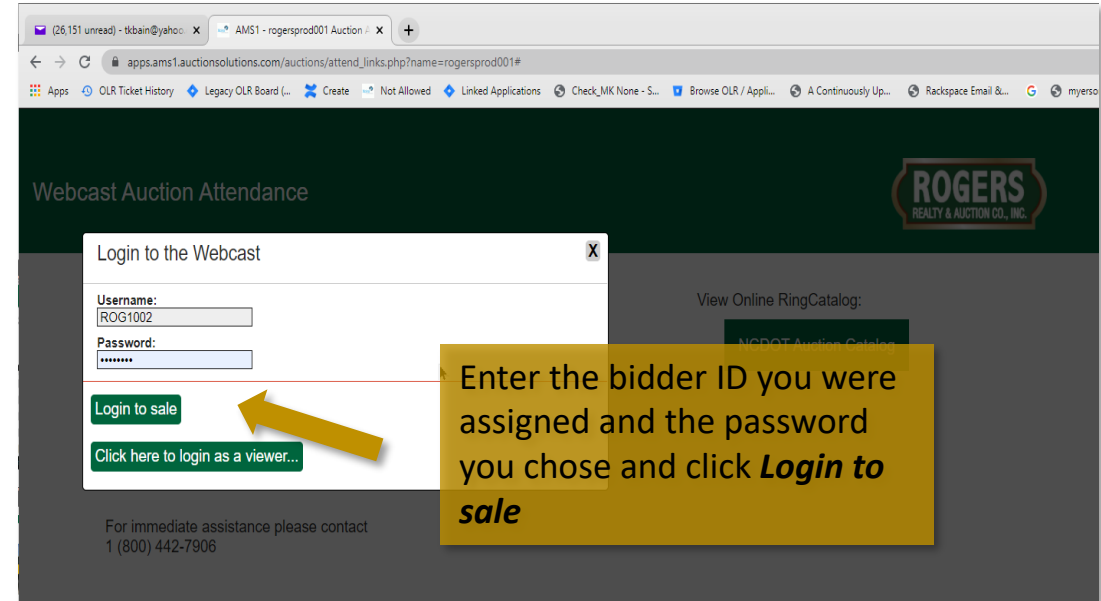 (26,151 unread) - tkbain@yahoo. X
AMS1 - rogersprod001 Auction A X +
apps.ams1.auctionsolutions.com/auctions/attend_links.php?name=rogersprod001#
Apps OLR Ticket History Legacy OLR Board (... Create Not Allowed Linked Applications Check_MK None - S... Browse OLR / Appli... A Continuously Up... Rackspace Email &... G myerso
Webcast Auction Attendance
ROGERS
REALTY & AUCTION CO., INC.
Login to the Webcast X
Username:
ROG1002
Password:
••••••••
Login to sale
Click here to login as a viewer...
View Online RingCatalog:
NCDOT Auction Catalog
Enter the bidder ID you were
assigned and the password
you chose and click Login to
sale
For immediate assistance please contact
1 (800) 442-7906